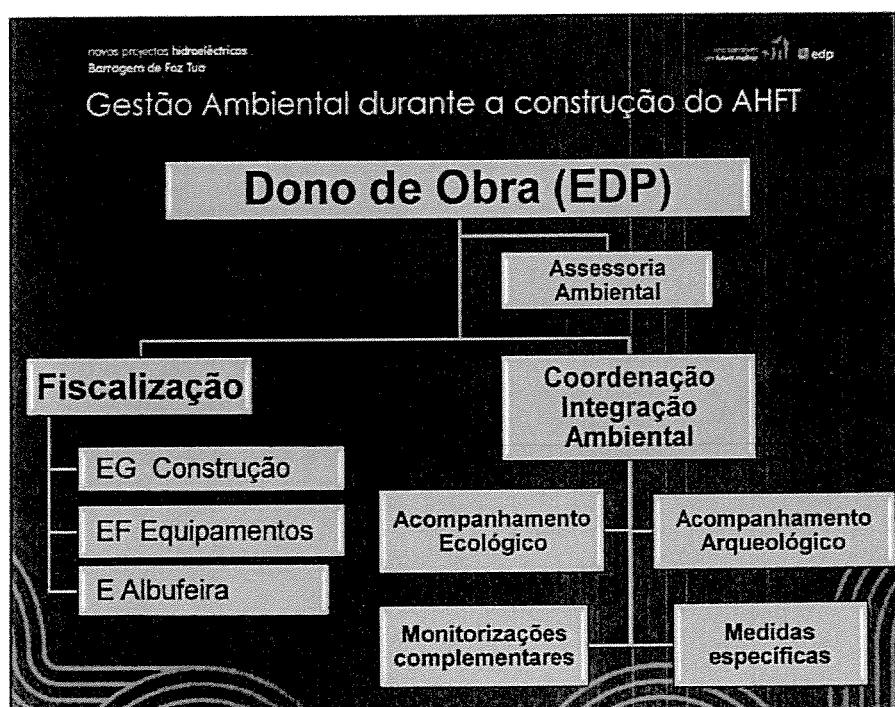 novos projectos hidroeléctricos
Barragem de Foz Tua
edp
Gestão Ambiental durante a construção do AHFT
Dono de Obra (EDP)
Assessoria
Ambiental
Fiscalização
Coordenação
Integração
Ambiental
EG Construção
EF Equipamentos
E Albufeira
Acompanhamento
Ecológico
Acompanhamento
Arqueológico
Monitorizações
complementares
Medidas
específicas